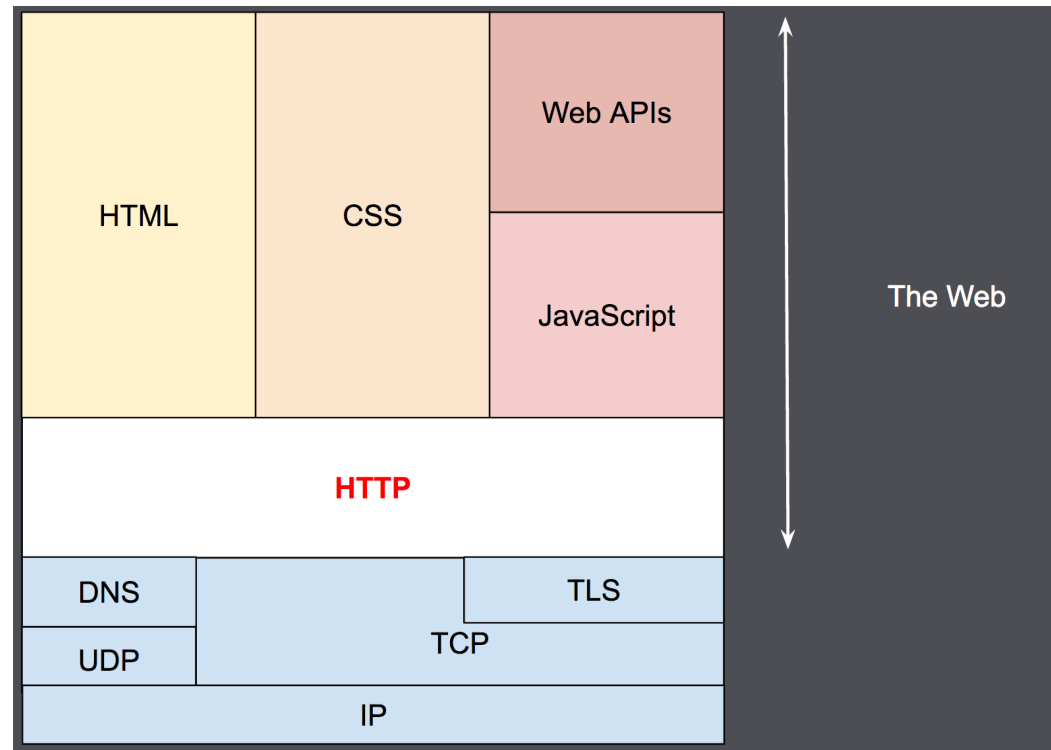 Web APIs
HTML
CSS
JavaScript
The Web
HTTP
DNS
TLS
TCP
UDP
IP